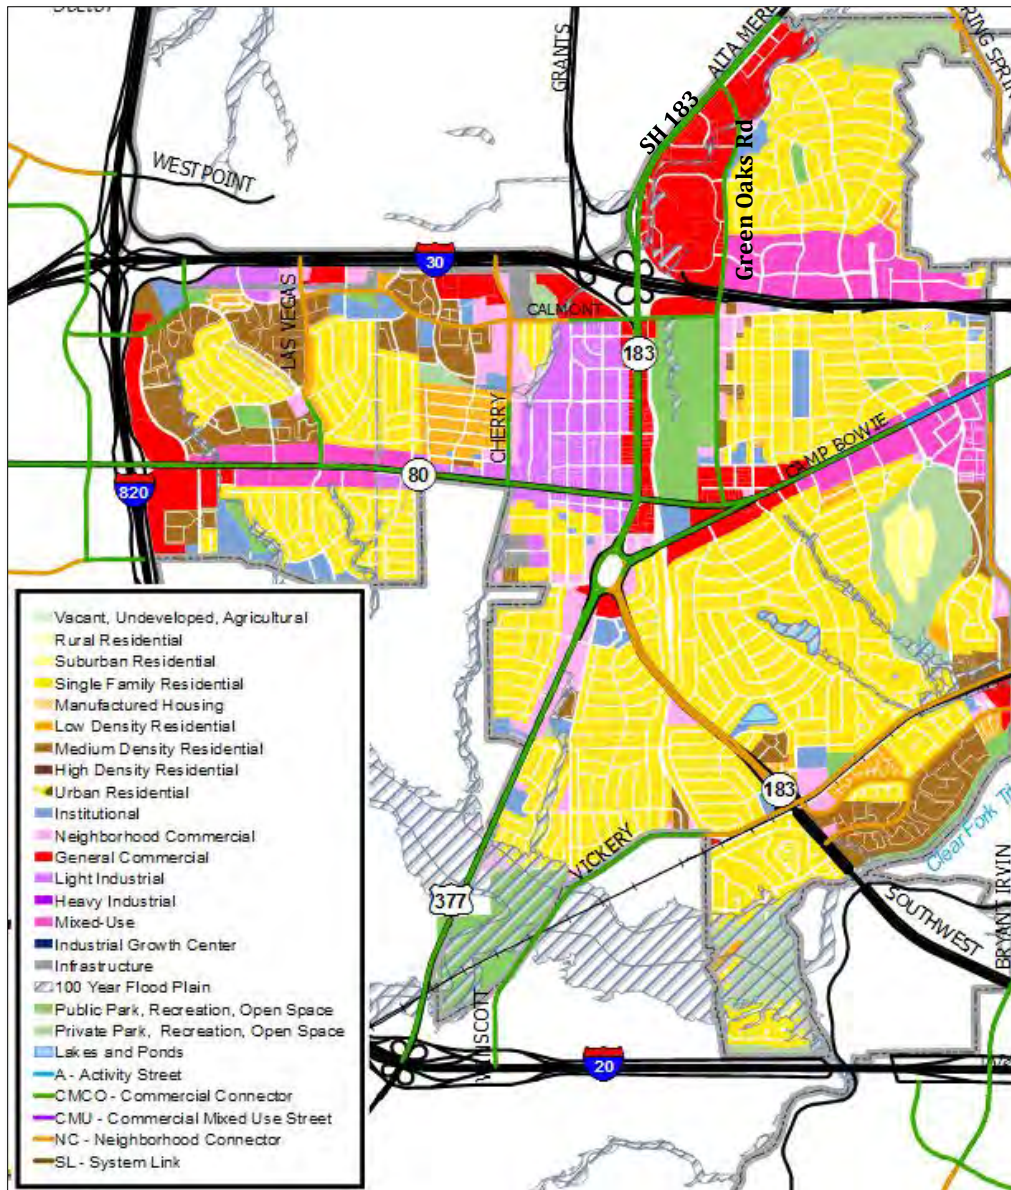 GRANTS
ALTA MERE
SH 183
Green Oaks Rd
WESTPOINT
30
LAS VEGAS
CALMONT
183
CHERRY
CAMP BOWIE
80
820
Vacant, Undeveloped, Agricultural
Rural Residential
Suburban Residential
Single Family Residential
Manufactured Housing
Low Density Residential
Medium Density Residential
High Density Residential
Urban Residential
Institutional
Neighborhood Commercial
General Commercial
Light Industrial
Heavy Industrial
Mixed-Use
Industrial Growth Center
Infrastructure
100 Year Flood Plain
Public Park, Recreation, Open Space
Private Park, Recreation, Open Space
Lakes and Ponds
A - Activity Street
CMCO - Commercial Connector
CMU - Commercial Mixed Use Street
NC - Neighborhood Connector
SL - System Link
183
VICKERY
Clear Fork
377
SOUTHWEST
BRYANT IRVIN
WINSCOTT
20